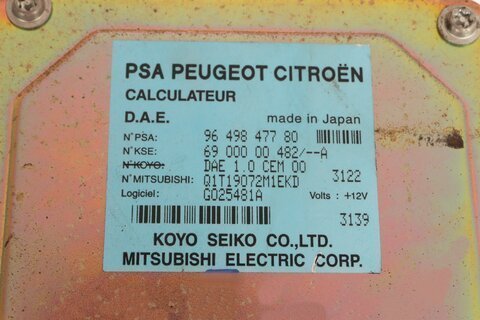 PSA PEUGEOT CITROËN
CALCULATEUR
D.A.E. made in Japan
N°PSA: 96 498 477 80
N°KSE: 69 000 00 482/--A
N°KOYO: DAE 1.0 CEM 00
N°MITSUBISHI: Q1T19072M1EKD 3122
Logiciel: G025481A Volts : +12V
3139
KOYO SEIKO CO.,LTD.
MITSUBISHI ELECTRIC CORP.